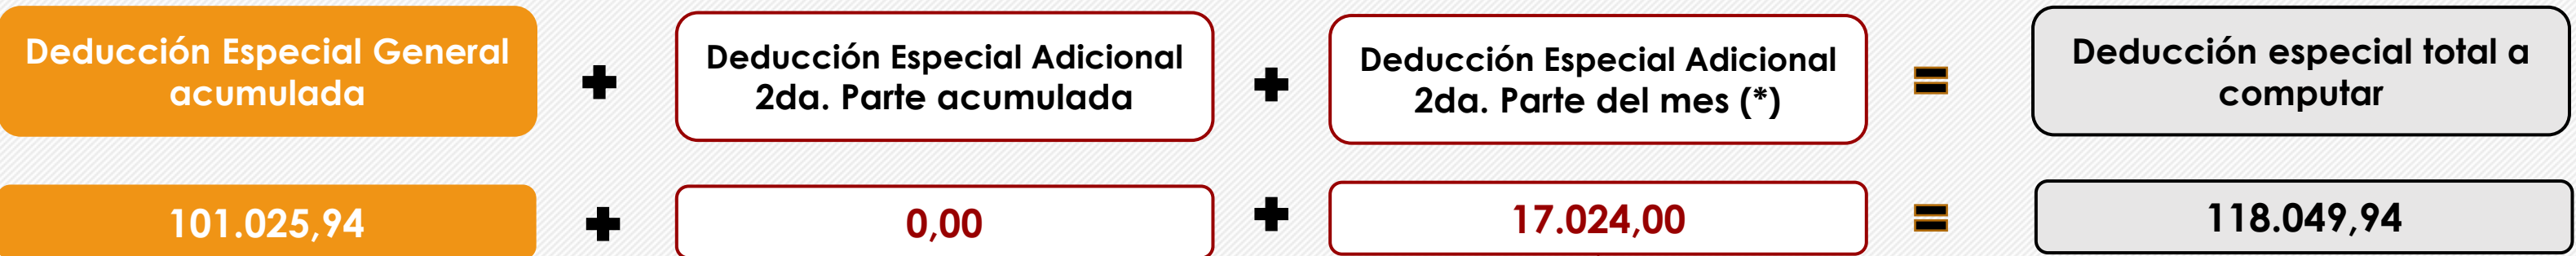 Deducción Especial General
acumulada
+
Deducción Especial Adicional
2da. Parte acumulada
+
Deducción Especial Adicional
2da. Parte del mes (*)
=
Deducción especial total a
computar
101.025,94 + 0,00 + 17.024,00 = 118.049,94